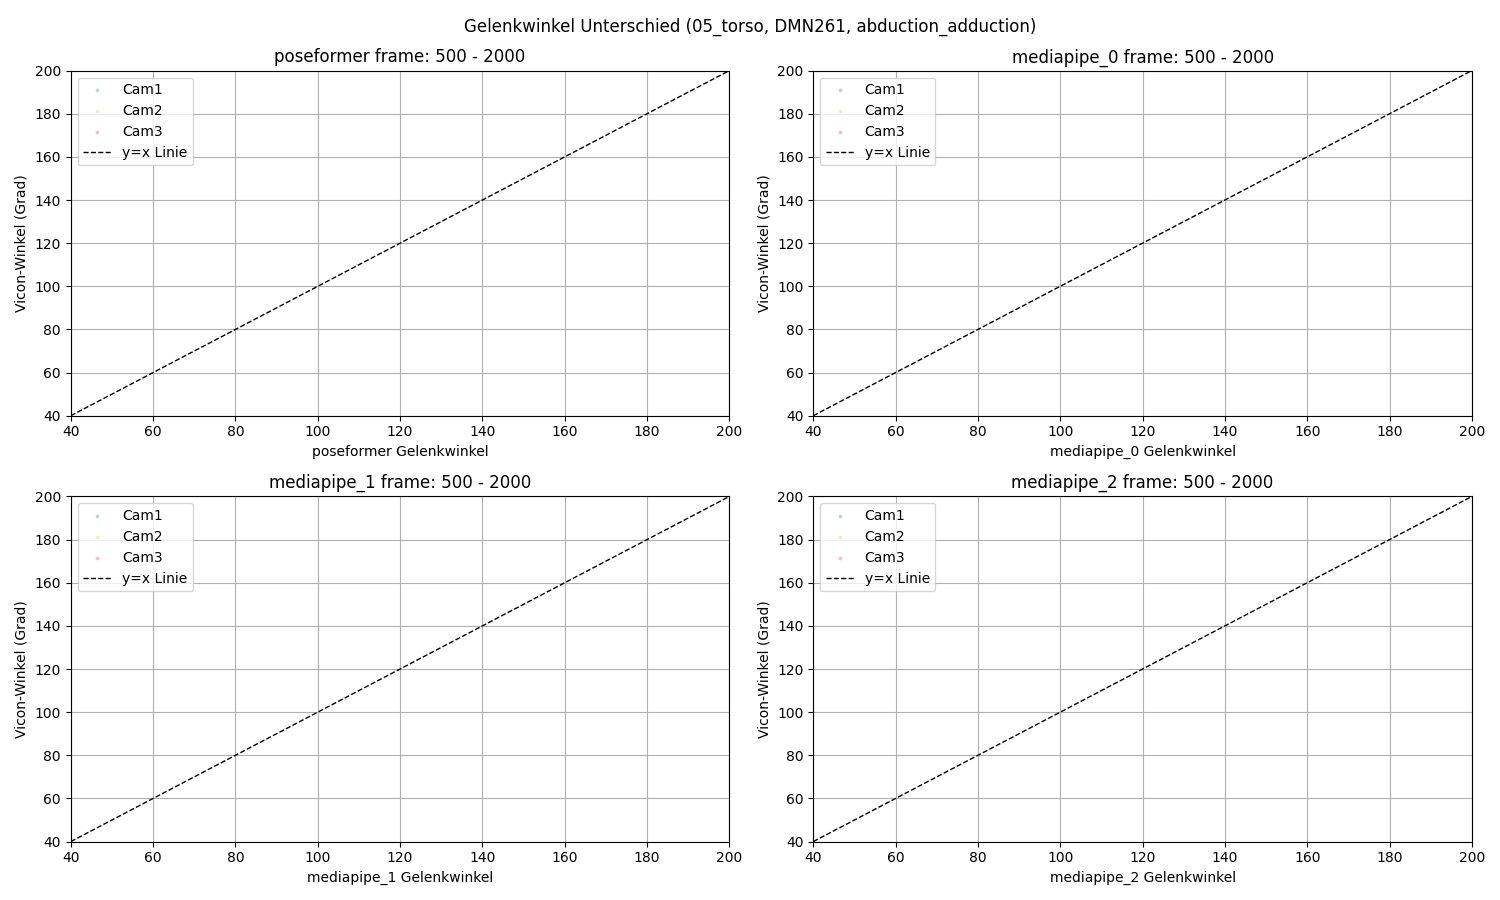 Gelenkwinkel Unterschied (05_torso, DMN261, abduction_adduction)
poseformer frame: 500 - 2000
200
180
160
140
120
100
80
60
40
Vicon-Winkel (Grad)
Cam1
Cam2
Cam3
y=x Linie
40 60 80 100 120 140 160 180 200
poseformer Gelenkwinkel
mediapipe_0 frame: 500 - 2000
200
180
160
140
120
100
80
60
40
Vicon-Winkel (Grad)
Cam1
Cam2
Cam3
y=x Linie
40 60 80 100 120 140 160 180 200
mediapipe_0 Gelenkwinkel
mediapipe_1 frame: 500 - 2000
200
180
160
140
120
100
80
60
40
Vicon-Winkel (Grad)
Cam1
Cam2
Cam3
y=x Linie
40 60 80 100 120 140 160 180 200
mediapipe_1 Gelenkwinkel
mediapipe_2 frame: 500 - 2000
200
180
160
140
120
100
80
60
40
Vicon-Winkel (Grad)
Cam1
Cam2
Cam3
y=x Linie
40 60 80 100 120 140 160 180 200
mediapipe_2 Gelenkwinkel